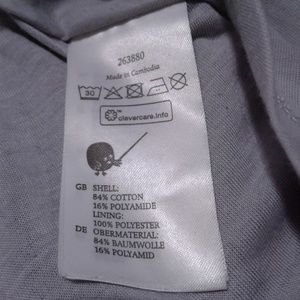 263880
Made in Cambodia
30
clevercare.info
GB SHELL:
84% COTTON
16% POLYAMIDE
LINING:
100% POLYESTER
DE OBERMATERIAL:
84% BAUMWOLLE
16% POLYAMID